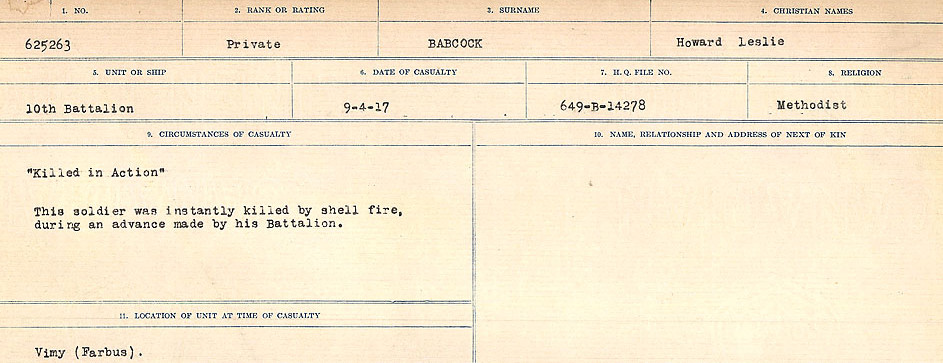 1. NO. 2. RANK OR RATING 3. SURNAME 4. CHRISTIAN NAMES
625263 Private BABCOCK Howard Leslie
5. UNIT OR SHIP 6. DATE OF CASUALTY 7. H. Q. FILE NO. 8. RELIGION
10th Battalion 9-4-17 649-B-14278 Methodist
9. CIRCUMSTANCES OF CASUALTY 10. NAME, RELATIONSHIP AND ADDRESS OF NEXT OF KIN
"Killed in Action"
This soldier was instantly killed by shell fire,
during an advance made by his Battalion.
11. LOCATION OF UNIT AT TIME OF CASUALTY
Vimy (Farbus).